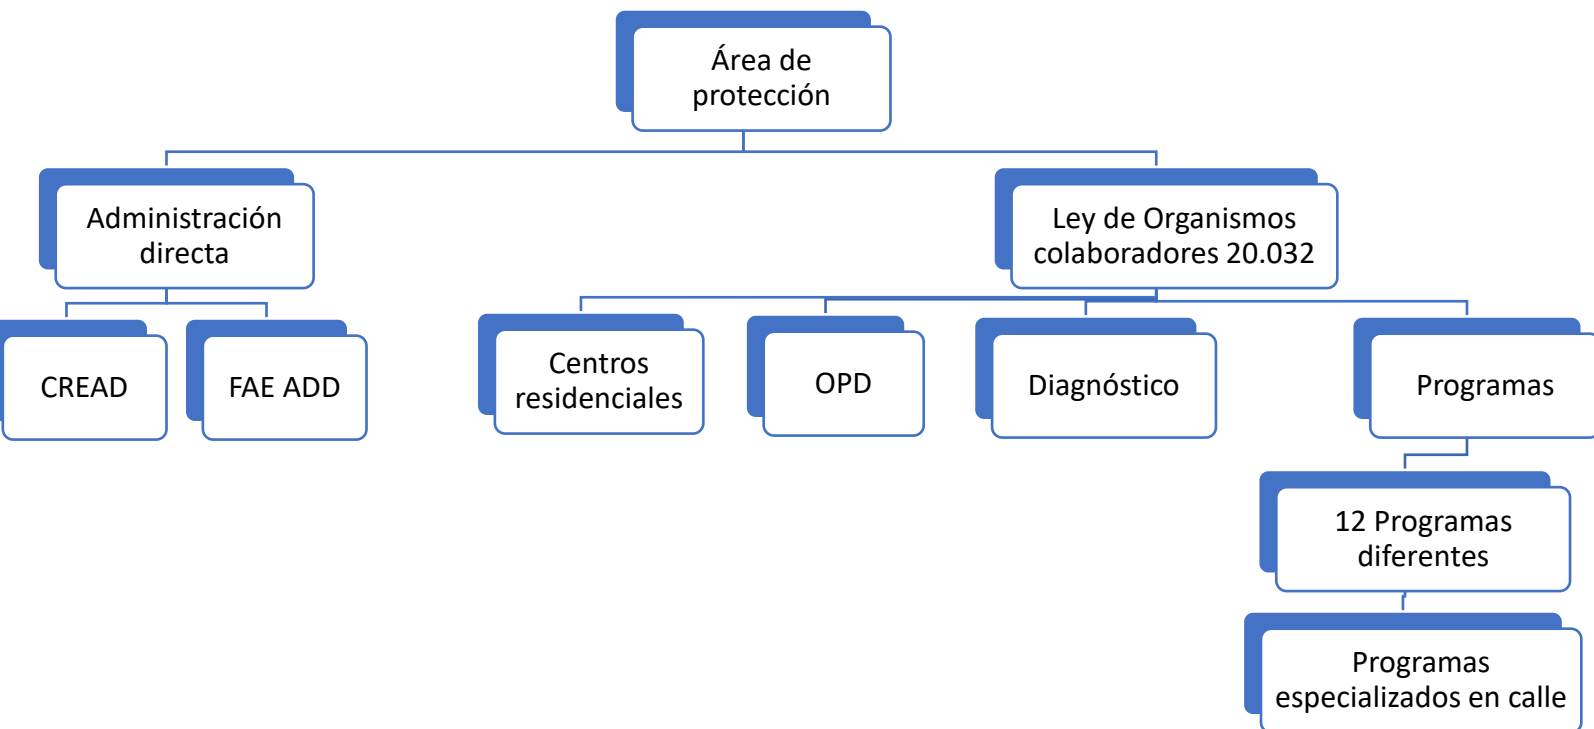 Área de
protección
Administración
directa
Ley de Organismos
colaboradores 20.032
CREAD
FAE ADD
Centros
residenciales
OPD
Diagnóstico
Programas
12 Programas
diferentes
Programas
especializados en calle